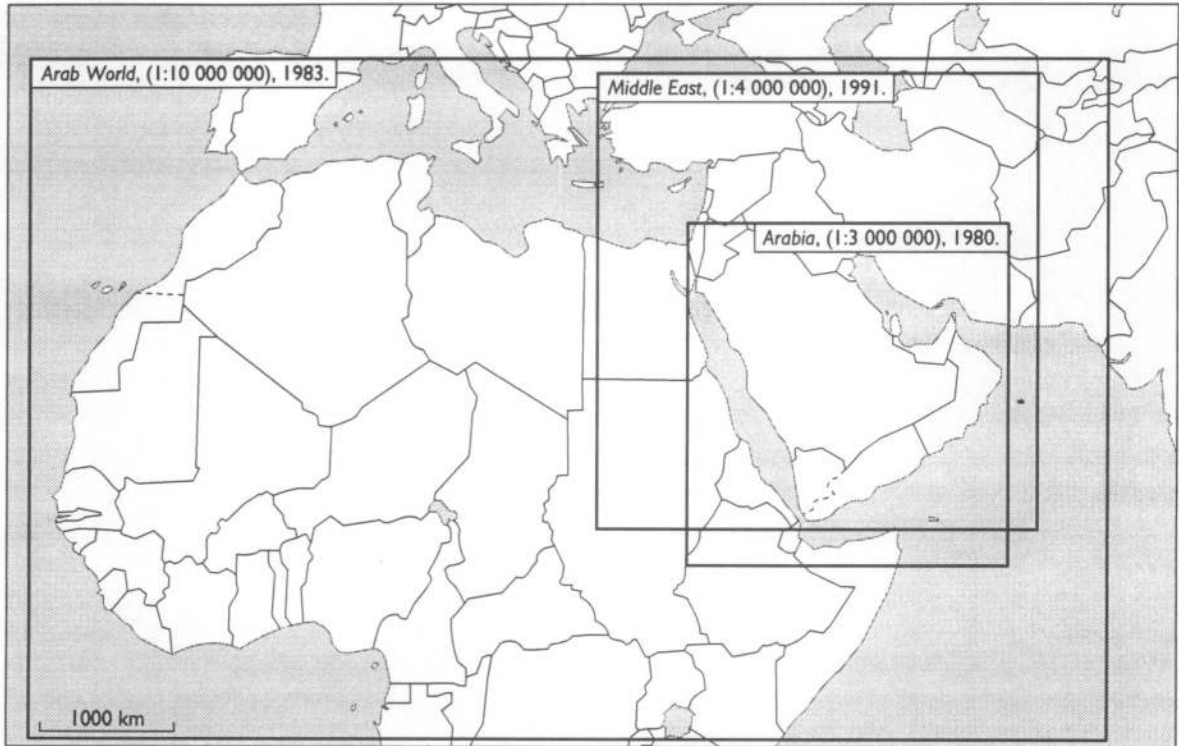 Arab World, (1:10 000 000), 1983.
Middle East, (1:4 000 000), 1991.
Arabia, (1:3 000 000), 1980.
1000 km